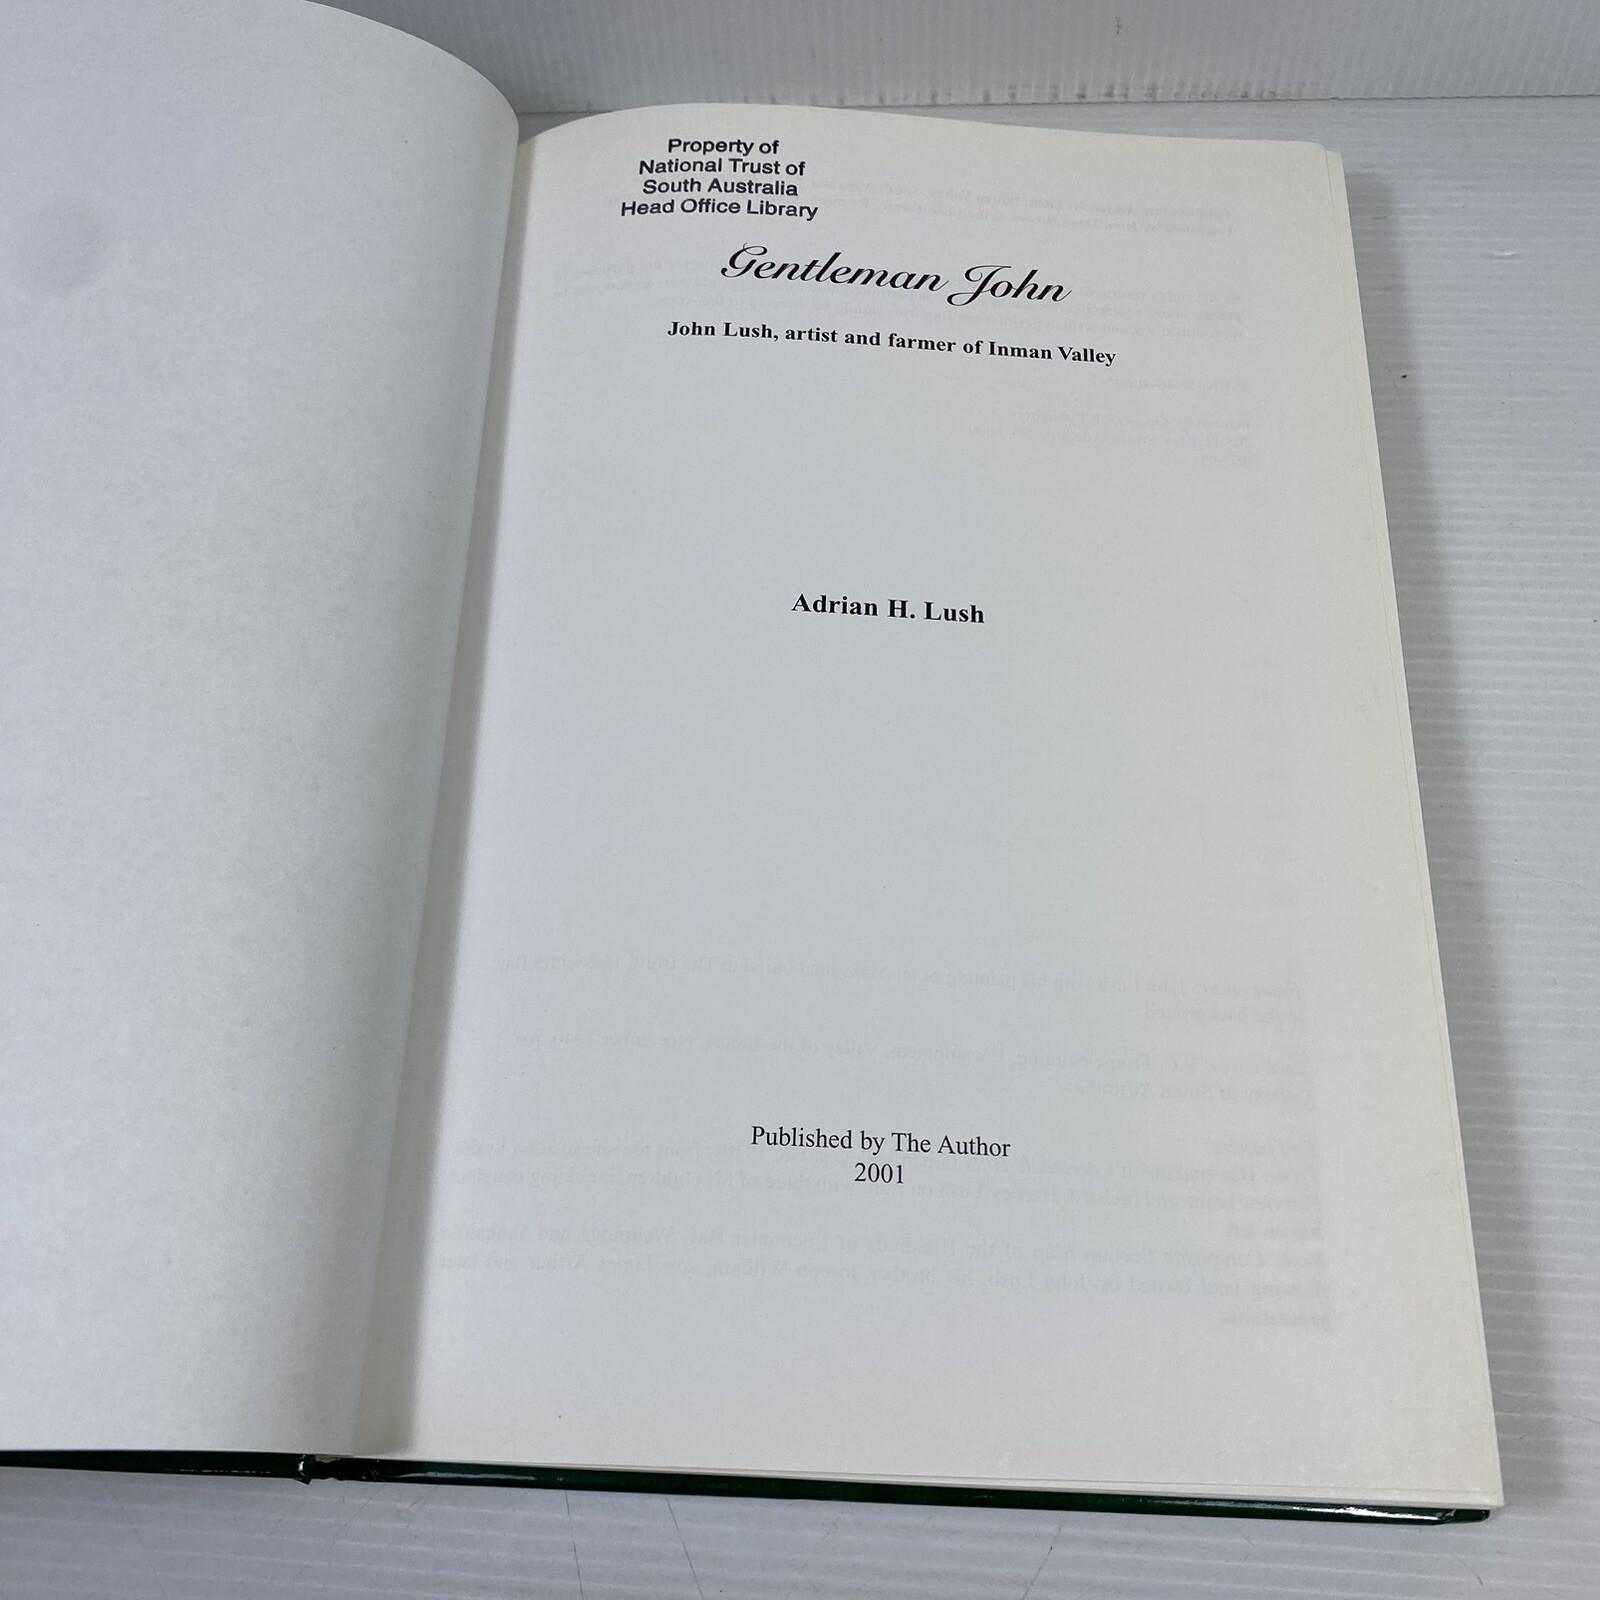 Property of
National Trust of
South Australia
Head Office Library
Gentleman John
John Lush, artist and farmer of Inman Valley
Adrian H. Lush
Published by The Author
2001